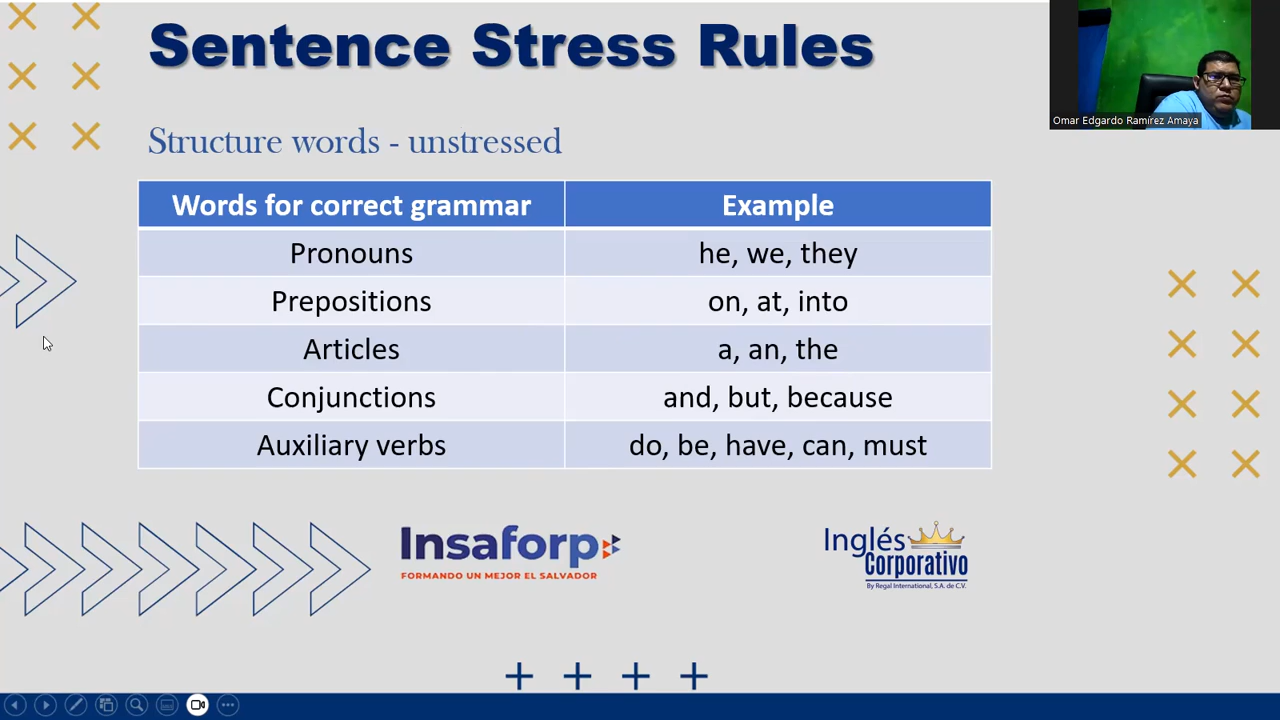 Sentence Stress Rules
Omar Edgardo Ramírez Amaya
Structure words - unstressed
Words for correct grammar Example
Pronouns he, we, they
Prepositions on, at, into
Articles a, an, the
Conjunctions and, but, because
Auxiliary verbs do, be, have, can, must
Insaforp
FORMANDO UN MEJOR EL SALVADOR
Inglés
Corporativo
By Regal International, S.A. de C.V.